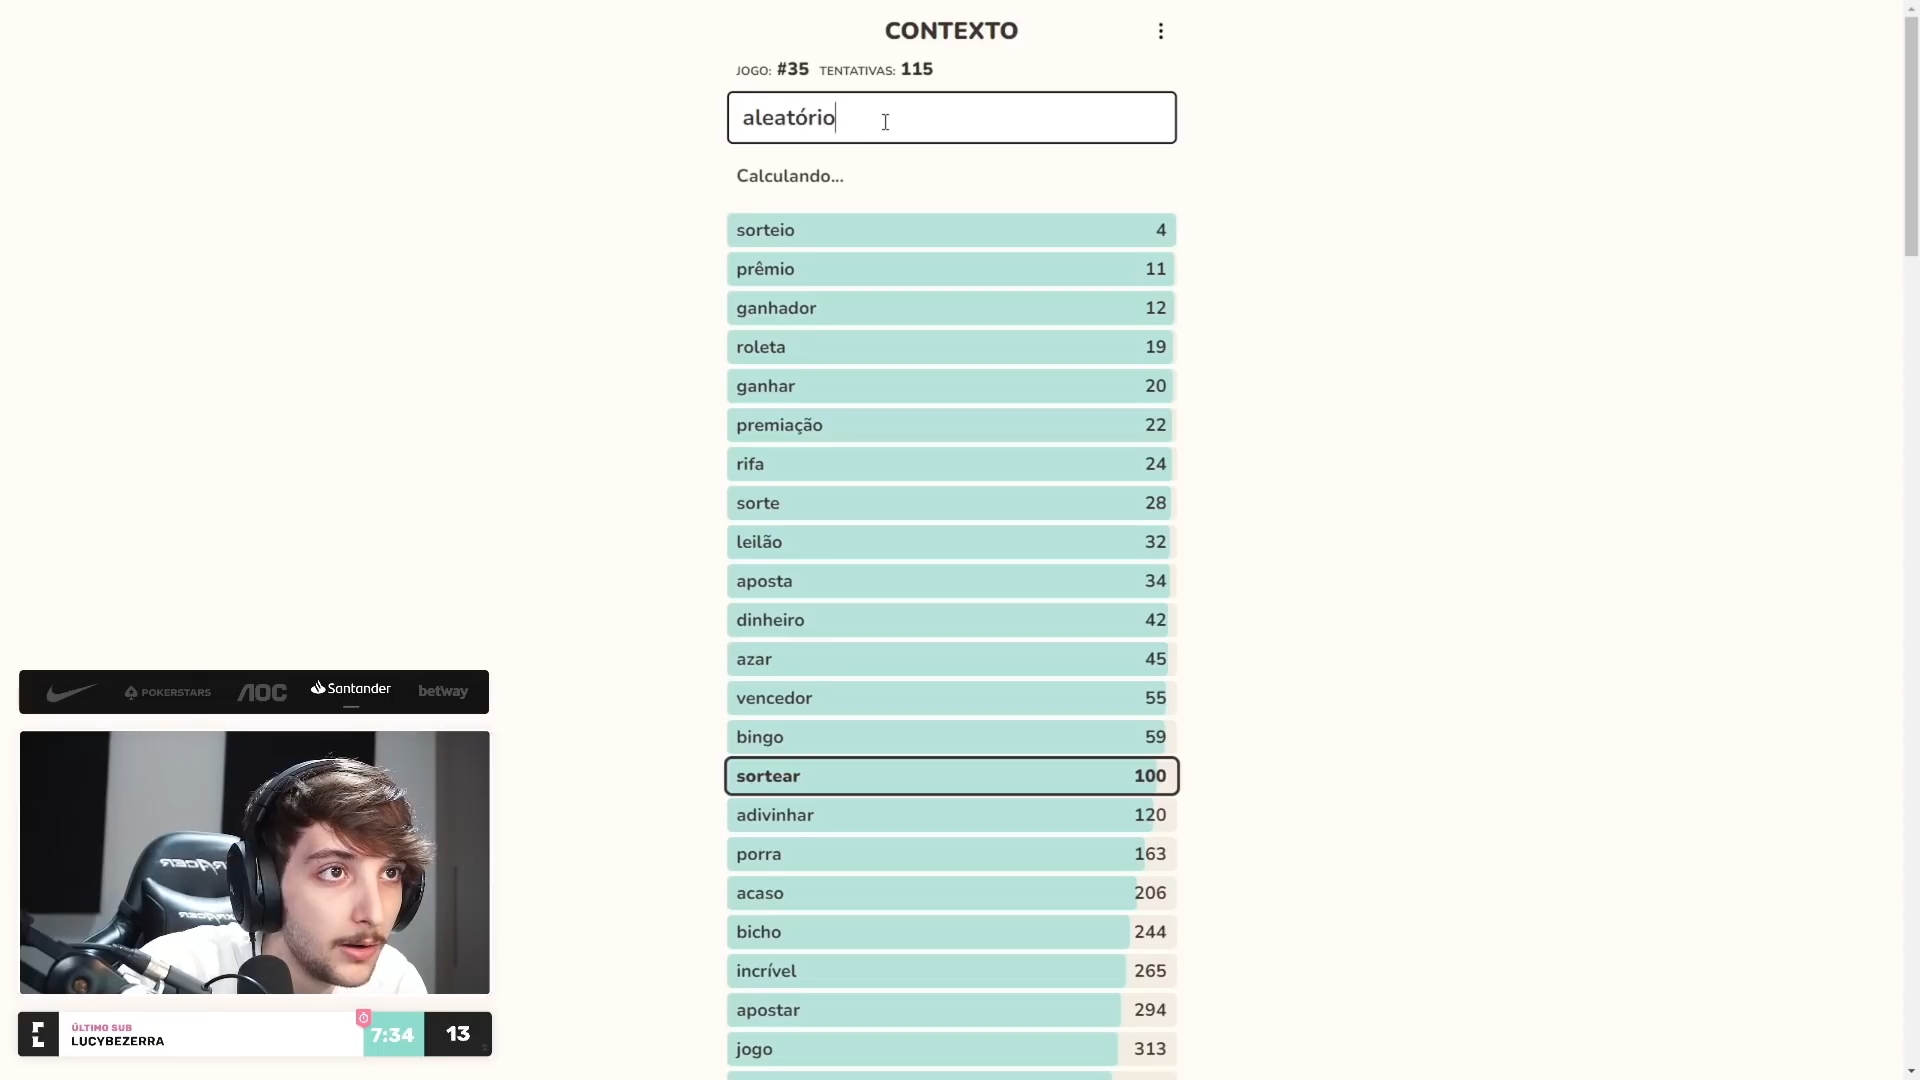 CONTEXTO
JOGO: #35 TENTATIVAS: 115
aleatório
Calculando...
sorteio 4
prêmio 11
ganhador 12
roleta 19
ganhar 20
premiação 22
rifa 24
sorte 28
leilão 32
aposta 34
dinheiro 42
azar 45
vencedor 55
bingo 59
sortear 100
adivinhar 120
porra 163
acaso 206
bicho 244
incrível 265
apostar 294
jogo 313
POKERSTARS AOC Santander betway
ÚLTIMO SUB
LUCYBEZERRA
7:34 13